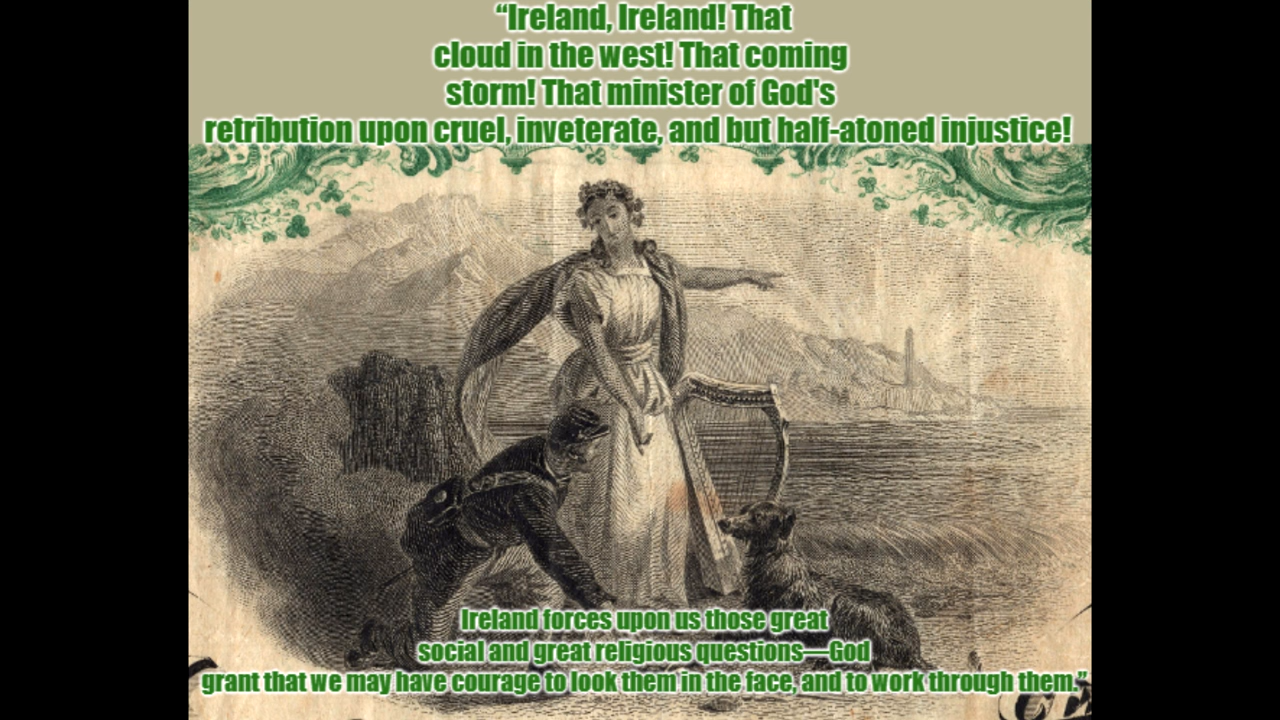 “Ireland, Ireland! That
cloud in the west! That coming
storm! That minister of God's
retribution upon cruel, inveterate, and but half-atoned injustice!
Ireland forces upon us those great
social and great religious questions—God
grant that we may have courage to look them in the face, and to work through them.”